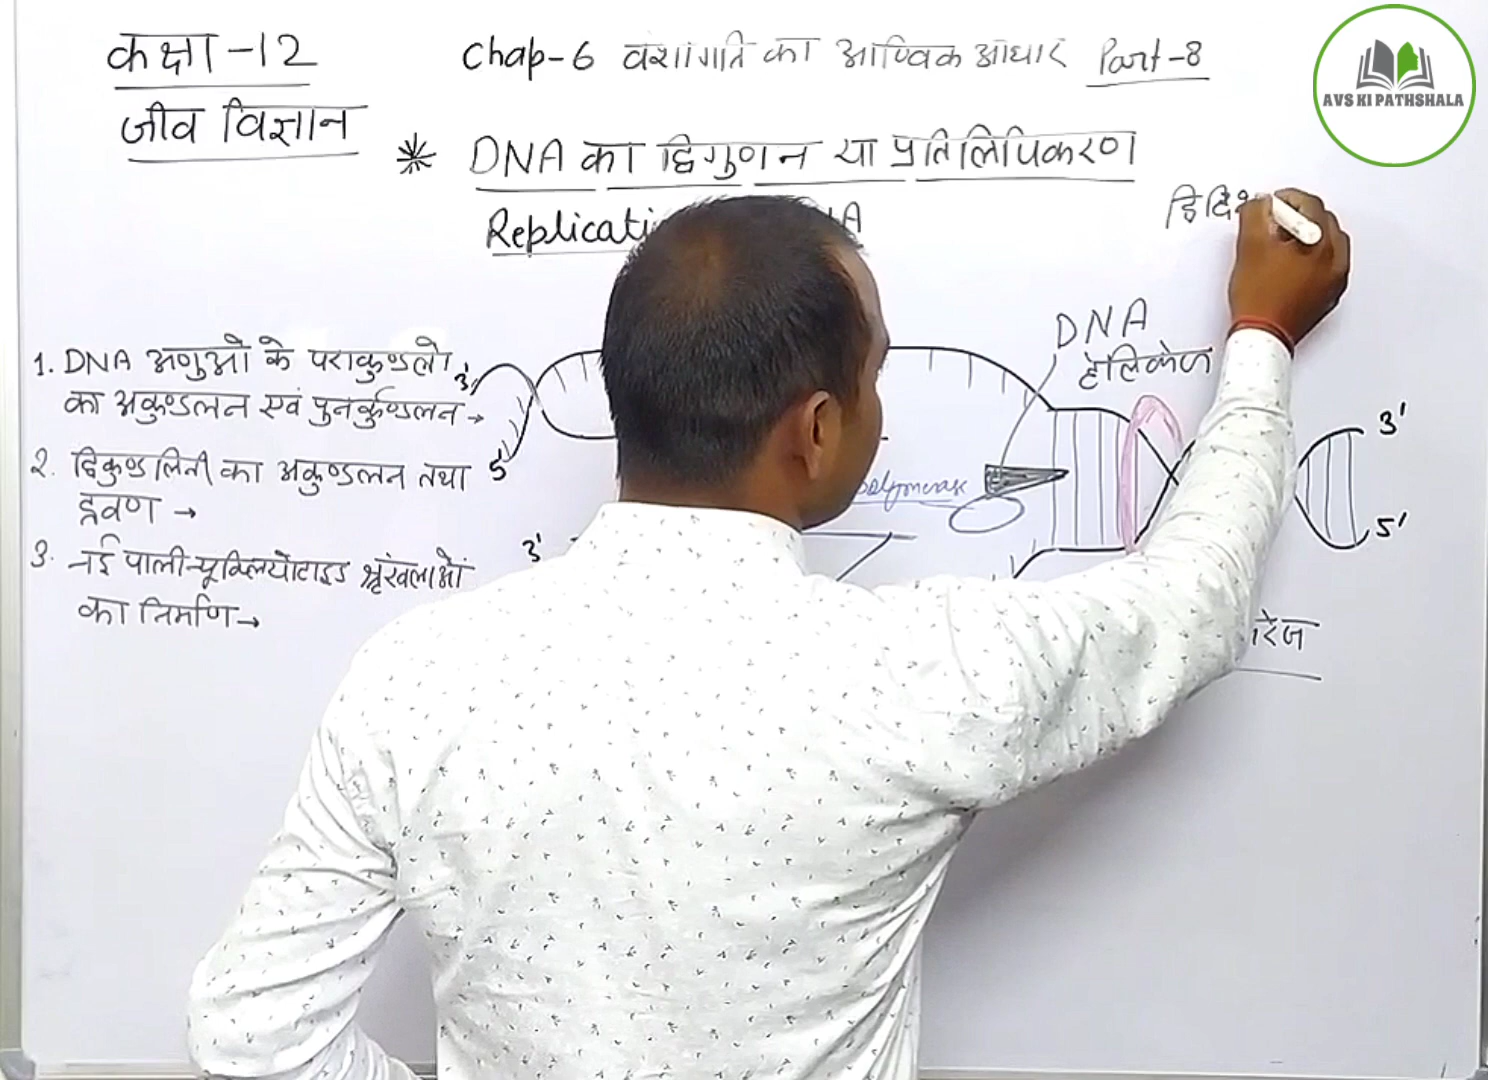 कक्षा-12
जीव विज्ञान
Chap-6 वंशागति का आण्विक आधार Part-8
AVS KI PATHSHALA
* DNA का द्विगुणन या प्रतिलिपिकरण
Replicati A
DNA
हेलिकेज
1. DNA अणुओ के पराकुण्डलो
का अकुण्डलन एवं पुनर्कुण्डलन→
2. द्विकुण्डलिनी का अकुण्डलन तथा
द्रवण →
3. नई पालीन्यूक्लियोटाइड श्रृंखलाओं
का निर्माण→
3'
5'
3'
polymerase
3'
5'
रेज